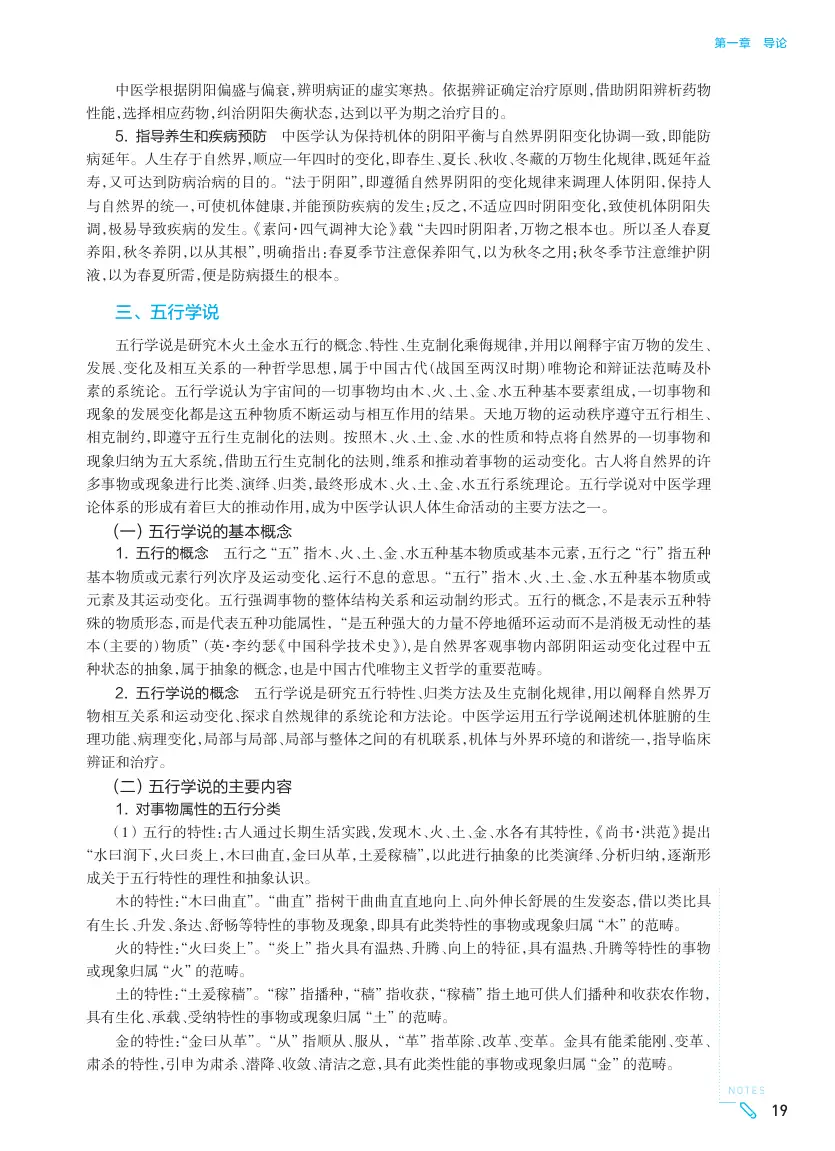 第一章　导论
中医学根据阴阳偏盛与偏衰,辨明病证的虚实寒热。依据辨证确定治疗原则,借助阴阳辨析药物
性能,选择相应药物,纠治阴阳失衡状态,达到以平为期之治疗目的。
5. 指导养生和疾病预防　中医学认为保持机体的阴阳平衡与自然界阴阳变化协调一致,即能防
病延年。人生存于自然界,顺应一年四时的变化,即春生、夏长、秋收、冬藏的万物生化规律,既延年益
寿,又可达到防病治病的目的。“法于阴阳”,即遵循自然界阴阳的变化规律来调理人体阴阳,保持人
与自然界的统一,可使机体健康,并能预防疾病的发生;反之,不适应四时阴阳变化,致使机体阴阳失
调,极易导致疾病的发生。《素问·四气调神大论》载“夫四时阴阳者,万物之根本也。所以圣人春夏
养阳,秋冬养阴,以从其根”,明确指出:春夏季节注意保养阳气,以为秋冬之用;秋冬季节注意维护阴
液,以为春夏所需,便是防病摄生的根本。
三、五行学说
五行学说是研究木火土金水五行的概念、特性、生克制化乘侮规律,并用以阐释宇宙万物的发生、
发展、变化及相互关系的一种哲学思想,属于中国古代(战国至两汉时期)唯物论和辩证法范畴及朴
素的系统论。五行学说认为宇宙间的一切事物均由木、火、土、金、水五种基本要素组成,一切事物和
现象的发展变化都是这五种物质不断运动与相互作用的结果。天地万物的运动秩序遵守五行相生、
相克制约,即遵守五行生克制化的法则。按照木、火、土、金、水的性质和特点将自然界的一切事物和
现象归纳为五大系统,借助五行生克制化的法则,维系和推动着事物的运动变化。古人将自然界的许
多事物或现象进行比类、演绎、归类,最终形成木、火、土、金、水五行系统理论。五行学说对中医学理
论体系的形成有着巨大的推动作用,成为中医学认识人体生命活动的主要方法之一。
(一)五行学说的基本概念
1. 五行的概念　五行之“五”指木、火、土、金、水五种基本物质或基本元素,五行之“行”指五种
基本物质或元素行列次序及运动变化、运行不息的意思。“五行”指木、火、土、金、水五种基本物质或
元素及其运动变化。五行强调事物的整体结构关系和运动制约形式。五行的概念,不是表示五种特
殊的物质形态,而是代表五种功能属性,“是五种强大的力量不停地循环运动而不是消极无动性的基
本(主要的)物质”(英·李约瑟《中国科学技术史》),是自然界客观事物内部阴阳运动变化过程中五
种状态的抽象,属于抽象的概念,也是中国古代唯物主义哲学的重要范畴。
2. 五行学说的概念　五行学说是研究五行特性、归类方法及生克制化规律,用以阐释自然界万
物相互关系和运动变化、探求自然规律的系统论和方法论。中医学运用五行学说阐述机体脏腑的生
理功能、病理变化,局部与局部、局部与整体之间的有机联系,机体与外界环境的和谐统一,指导临床
辨证和治疗。
(二)五行学说的主要内容
1. 对事物属性的五行分类
(1)五行的特性:古人通过长期生活实践,发现木、火、土、金、水各有其特性,《尚书·洪范》提出
“水曰润下,火曰炎上,木曰曲直,金曰从革,土爰稼穑”,以此进行抽象的比类演绎、分析归纳,逐渐形
成关于五行特性的理性和抽象认识。
木的特性:“木曰曲直”。“曲直”指树干曲曲直直地向上、向外伸长舒展的生发姿态,借以类比具
有生长、升发、条达、舒畅等特性的事物及现象,即具有此类特性的事物或现象归属“木”的范畴。
火的特性:“火曰炎上”。“炎上”指火具有温热、升腾、向上的特征,具有温热、升腾等特性的事物
或现象归属“火”的范畴。
土的特性:“土爰稼穑”。“稼”指播种,“穑”指收获,“稼穑”指土地可供人们播种和收获农作物,
具有生化、承载、受纳特性的事物或现象归属“土”的范畴。
金的特性:“金曰从革”。“从”指顺从、服从,“革”指革除、改革、变革。金具有能柔能刚、变革、
肃杀的特性,引申为肃杀、潜降、收敛、清洁之意,具有此类性能的事物或现象归属“金”的范畴。
NOTES
19